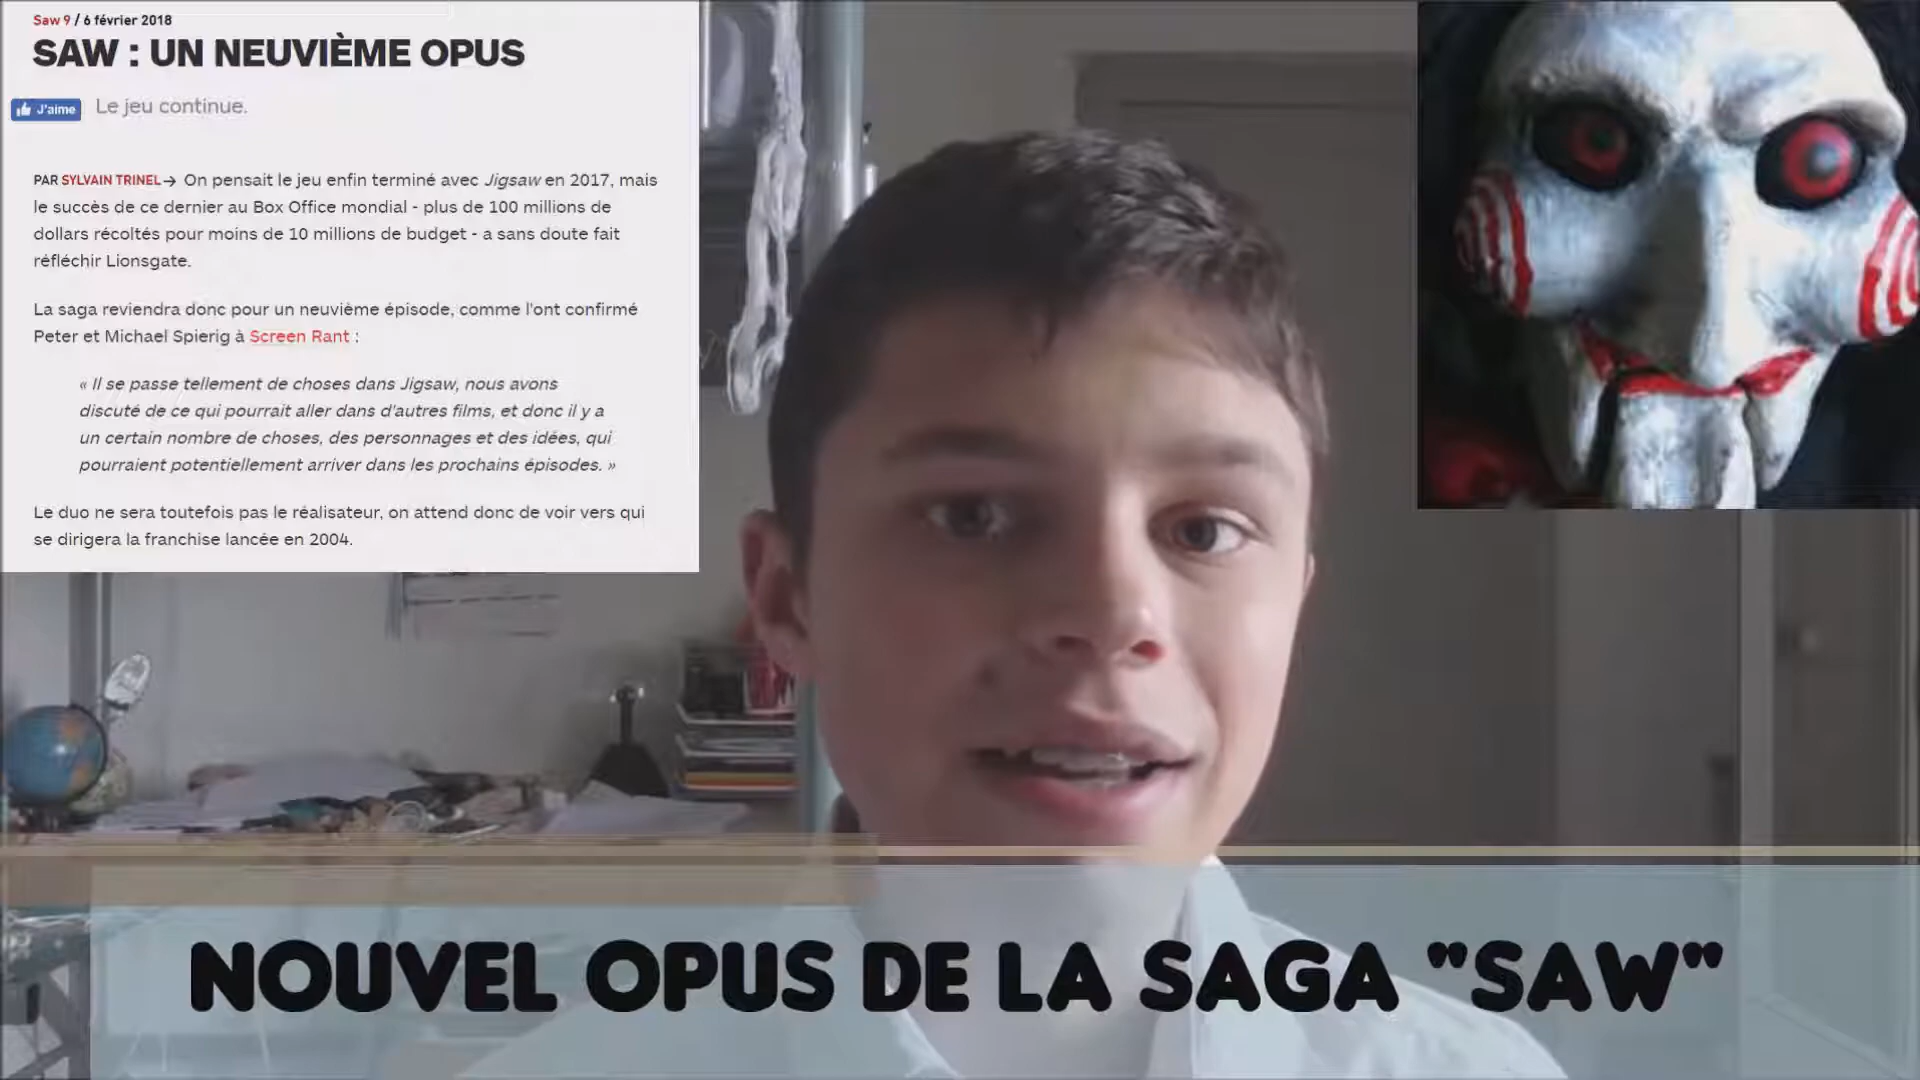 Saw 9 / 6 février 2018
SAW : UN NEUVIÈME OPUS
J'aime
Le jeu continue.
PAR SYLVAIN TRINEL→ On pensait le jeu enfin terminé avec Jigsaw en 2017, mais
le succès de ce dernier au Box Office mondial - plus de 100 millions de
dollars récoltés pour moins de 10 millions de budget - a sans doute fait
réfléchir Lionsgate.
La saga reviendra donc pour un neuvième épisode, comme l'ont confirmé
Peter et Michael Spierig à Screen Rant :
« Il se passe tellement de choses dans Jigsaw, nous avons
discuté de ce qui pourrait aller dans d'autres films, et donc il y a
un certain nombre de choses, des personnages et des idées, qui
pourraient potentiellement arriver dans les prochains épisodes. »
Le duo ne sera toutefois pas le réalisateur, on attend donc de voir vers qui
se dirigera la franchise lancée en 2004.
NOUVEL OPUS DE LA SAGA "SAW"